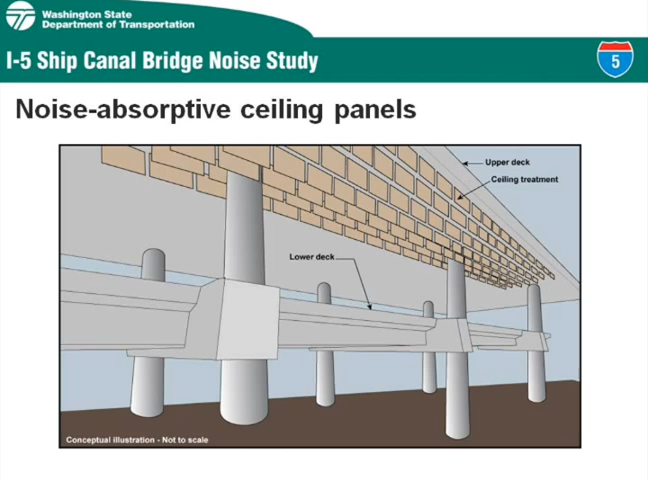 Washington State
Department of Transportation
I-5 Ship Canal Bridge Noise Study
5
Noise-absorptive ceiling panels
Upper deck
Ceiling treatment
Lower deck
Conceptual illustration - Not to scale